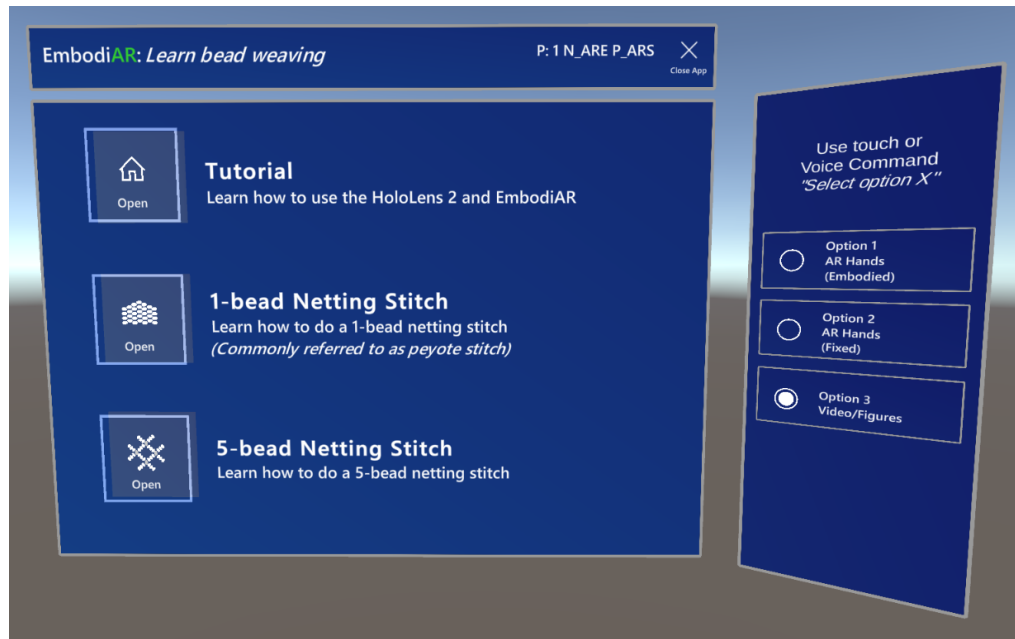 EmbodiAR: Learn bead weaving
P: 1 N_ARE P_ARS
Close App
Tutorial
Learn how to use the HoloLens 2 and EmbodiAR
Open
1-bead Netting Stitch
Learn how to do a 1-bead netting stitch
(Commonly referred to as peyote stitch)
Open
5-bead Netting Stitch
Learn how to do a 5-bead netting stitch
Open
Use touch or
Voice Command
"Select option X"
Option 1
AR Hands
(Embodied)
Option 2
AR Hands
(Fixed)
Option 3
Video/Figures